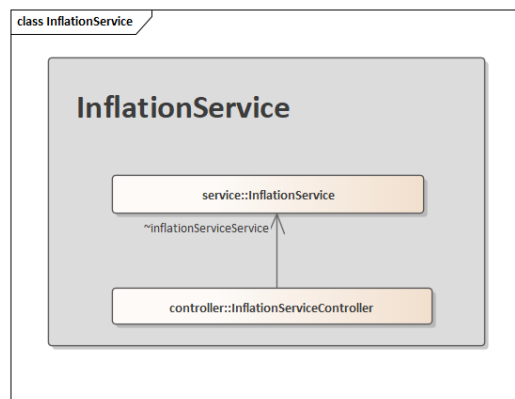 class InflationService
InflationService
service::InflationService
~inflationServiceService
controller::InflationServiceController